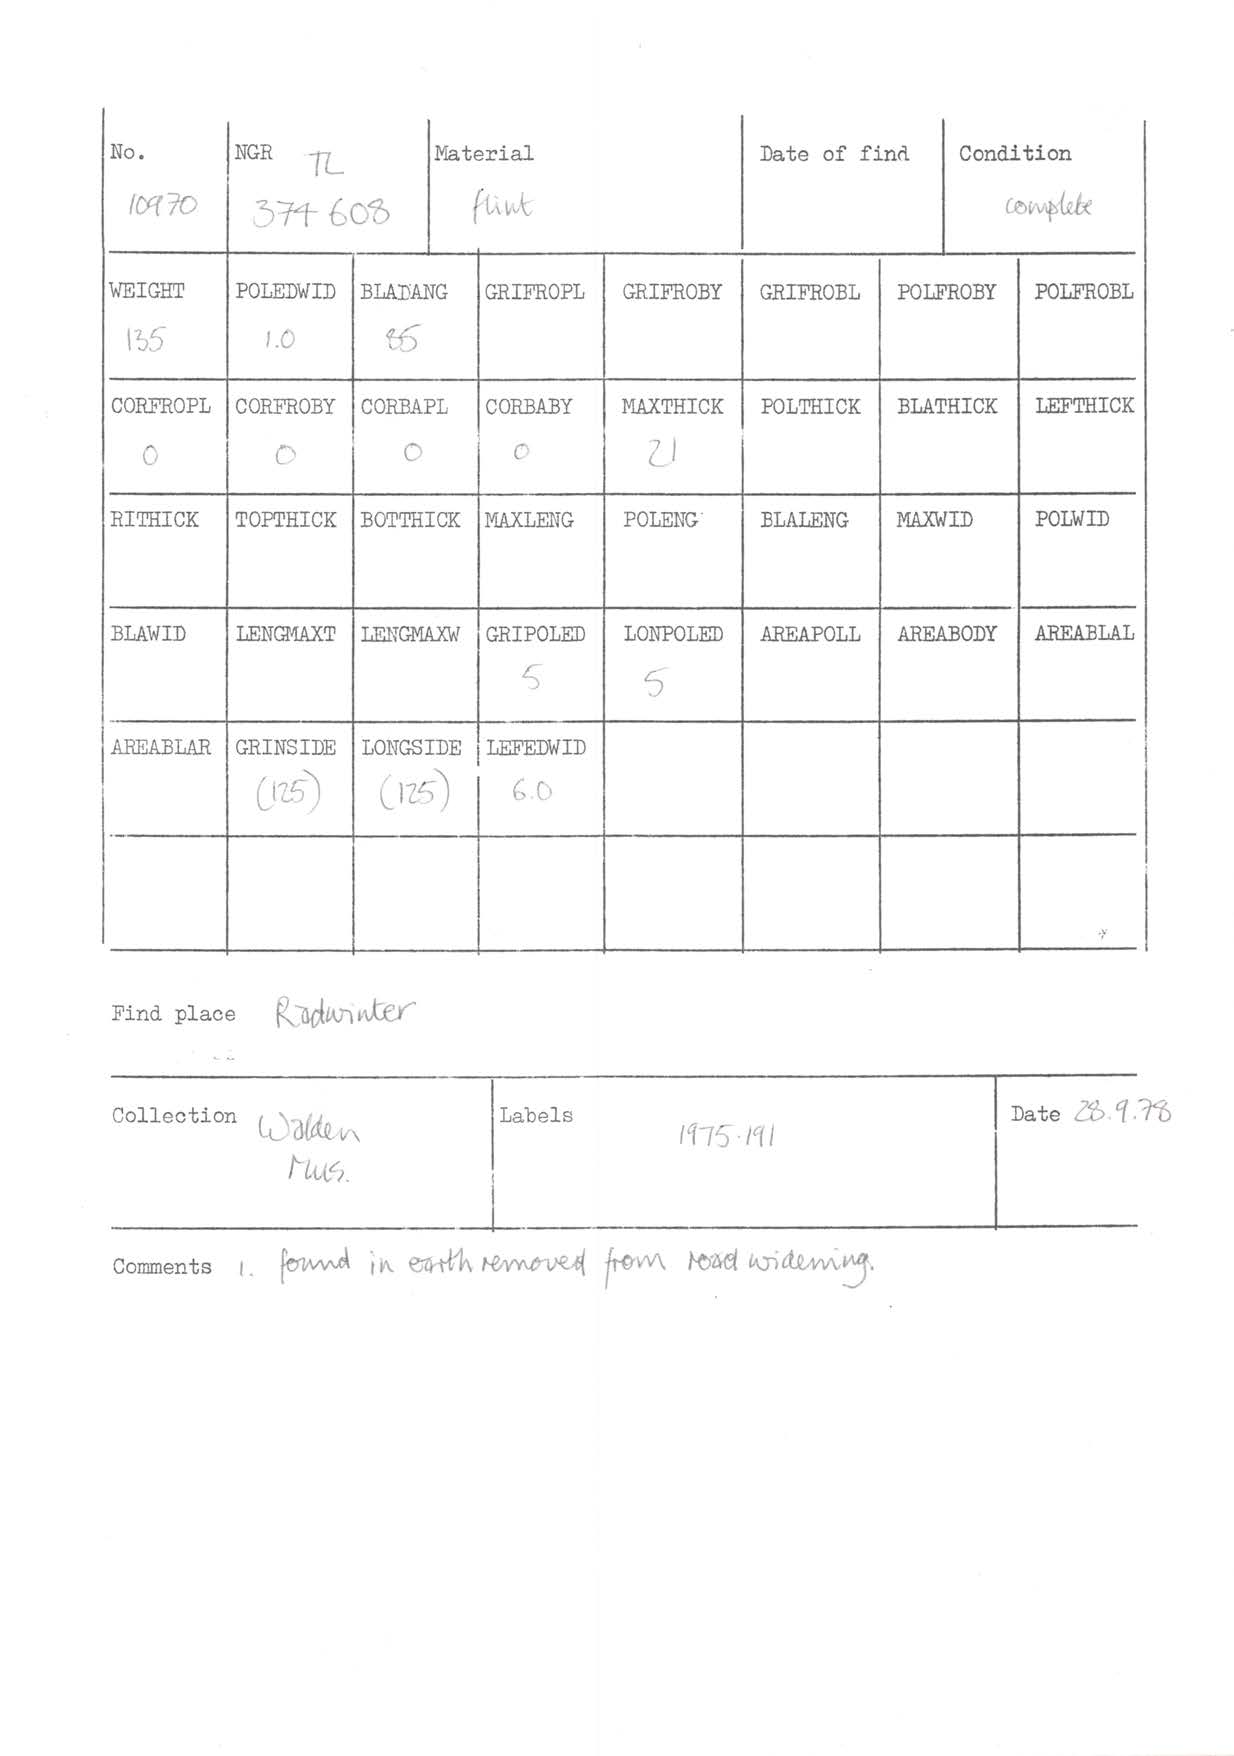 No. NGR TL Material Date of find Condition
10970 374 608 flint complete
WEIGHT POLEDWID BLADANG GRIFROPL GRIFROBY GRIFROBL POLFROBY POLFROBL
135 1.0 85
CORFROPL CORFROBY CORBAPL CORBABY MAXTHICK POLTHICK BLATHICK LEFTHICK
0 0 0 0 21
RITHICK TOPTHICK BOTTHICK MAXLENG POLENG BLALENG MAXWID POLWID
BLAWID LENGMAXT LENGMAXW GRIPOLED LONPOLED AREAPOLL AREABODY AREABLAL
5 5
AREABLAR GRINSIDE LONGSIDE LEFEDWID
(125) (125) 6.0
Find place Radwinter
Collection Walden Labels 1975.191 Date 28.9.78
Mus.
Comments 1. found in earth removed from road widening.